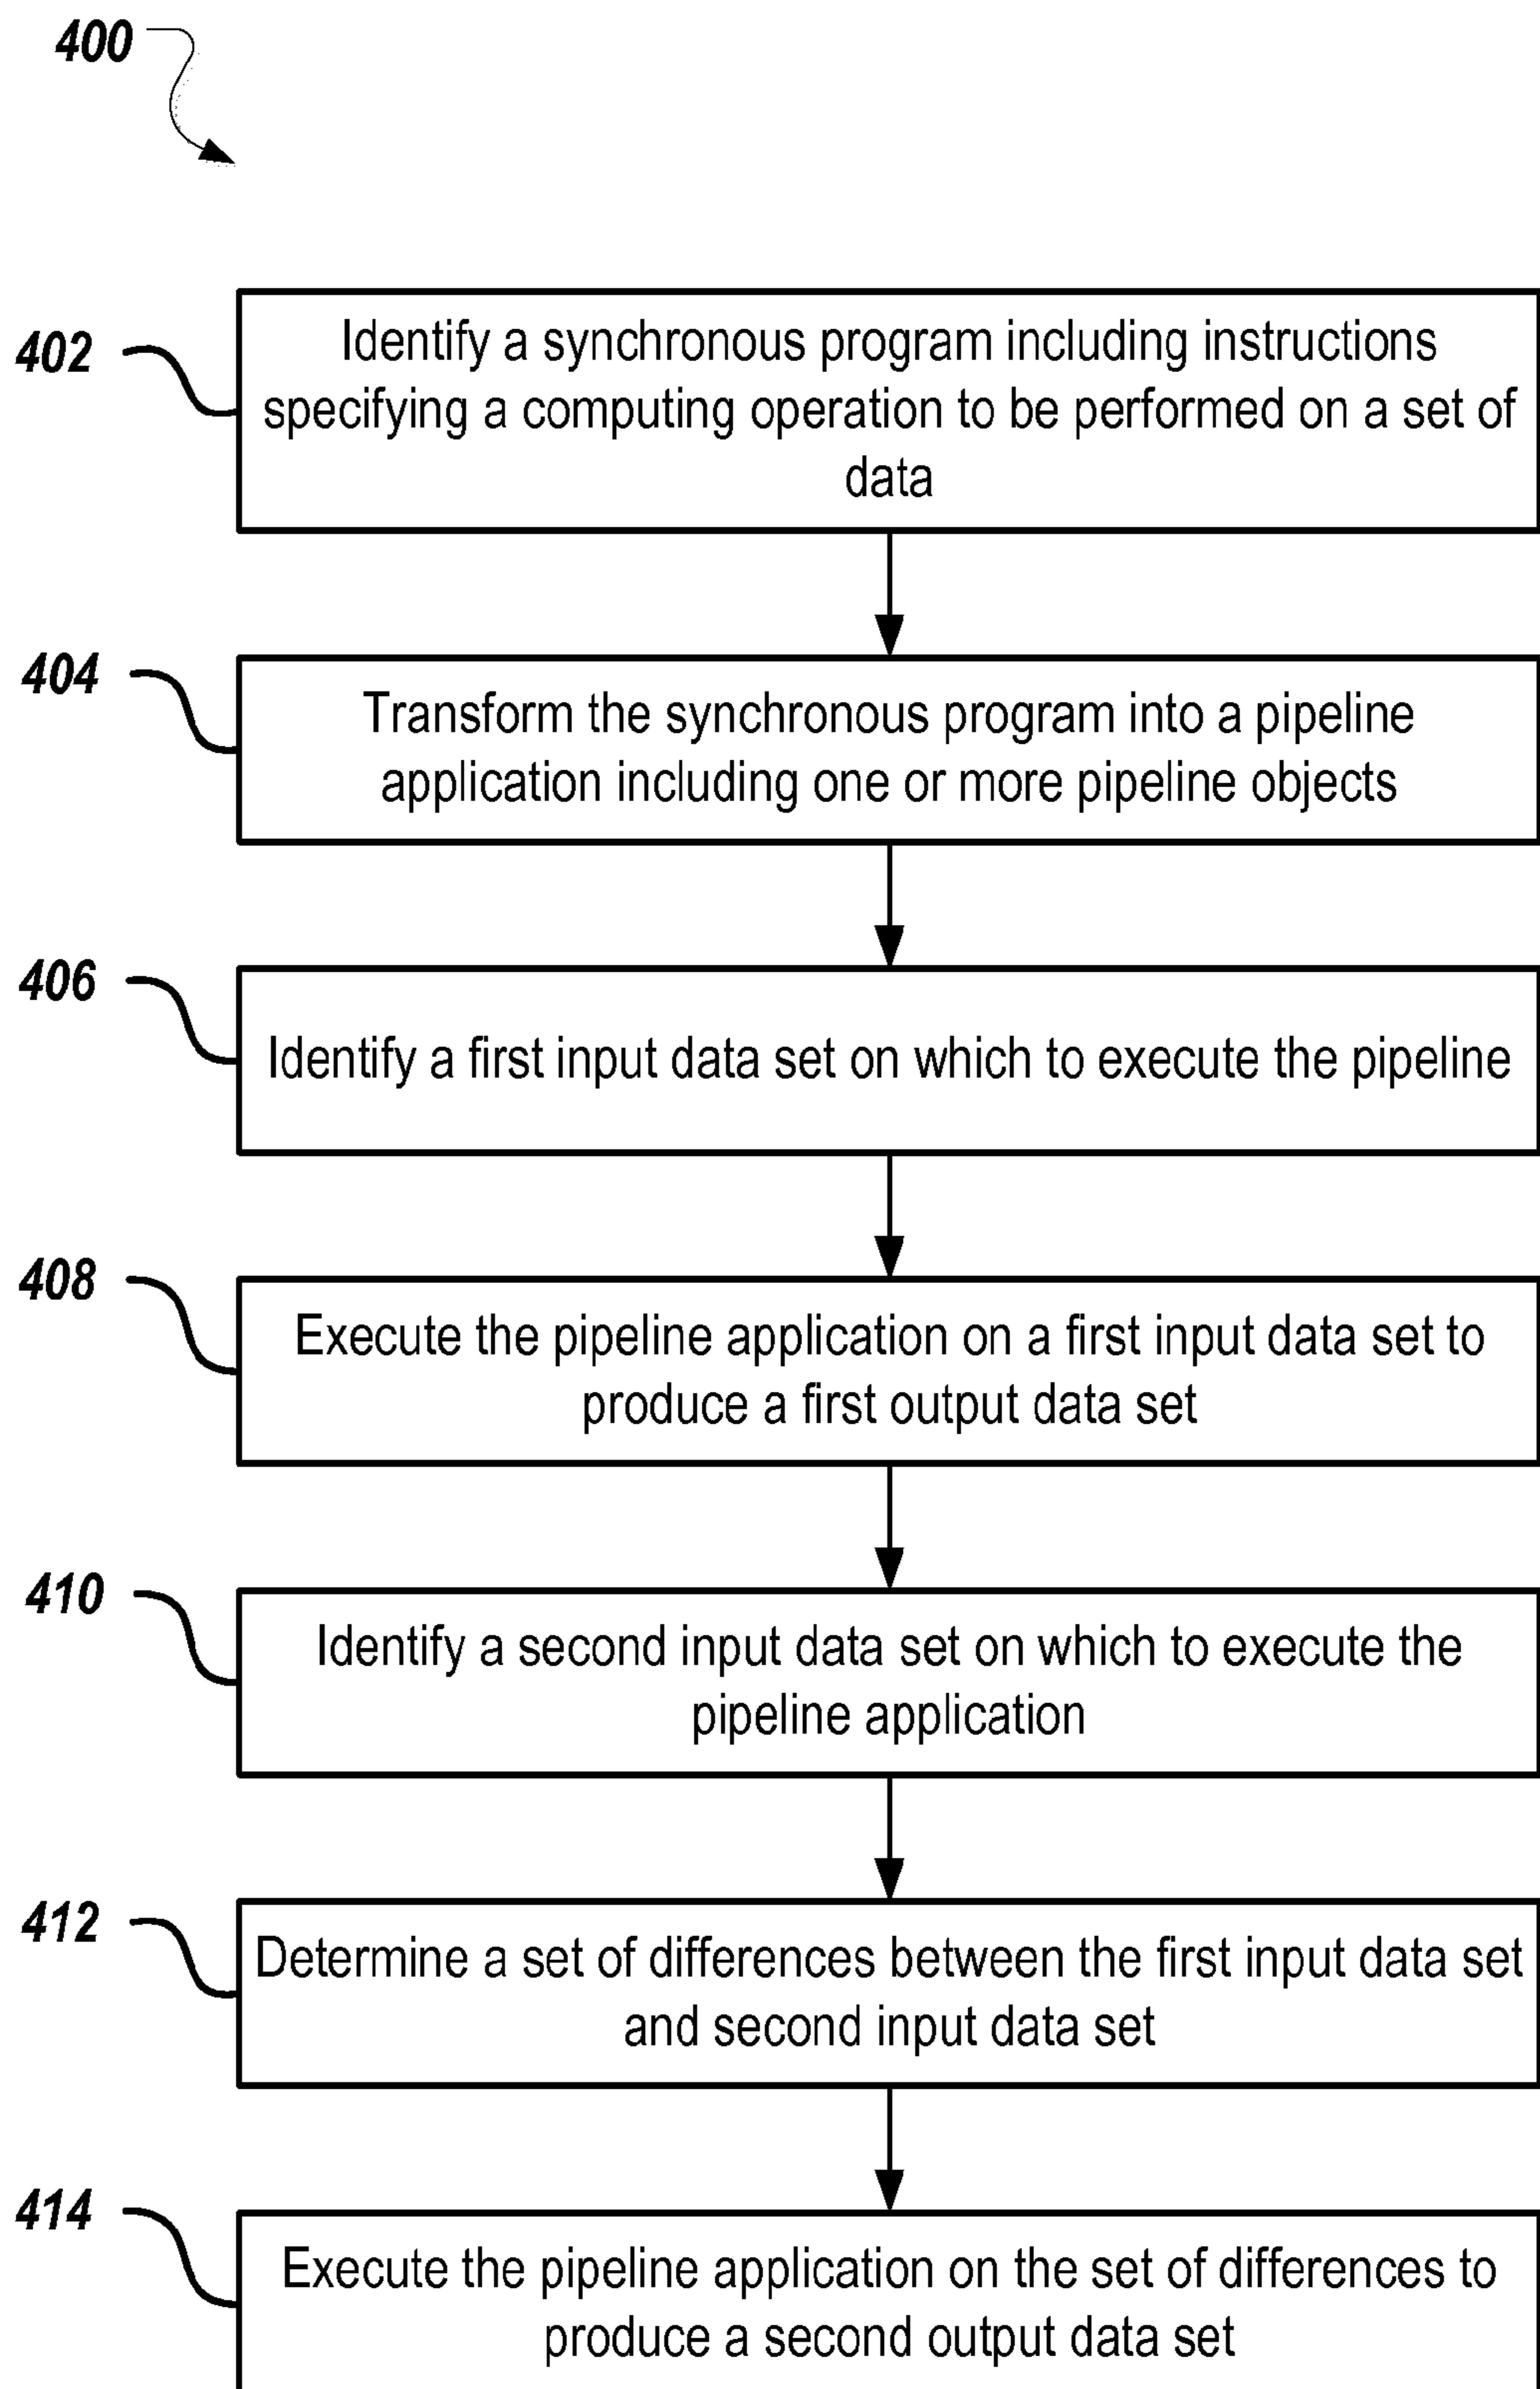 400
402
Identify a synchronous program including instructions
specifying a computing operation to be performed on a set of
data
404
Transform the synchronous program into a pipeline
application including one or more pipeline objects
406
Identify a first input data set on which to execute the pipeline
408
Execute the pipeline application on a first input data set to
produce a first output data set
410
Identify a second input data set on which to execute the
pipeline application
412
Determine a set of differences between the first input data set
and second input data set
414
Execute the pipeline application on the set of differences to
produce a second output data set